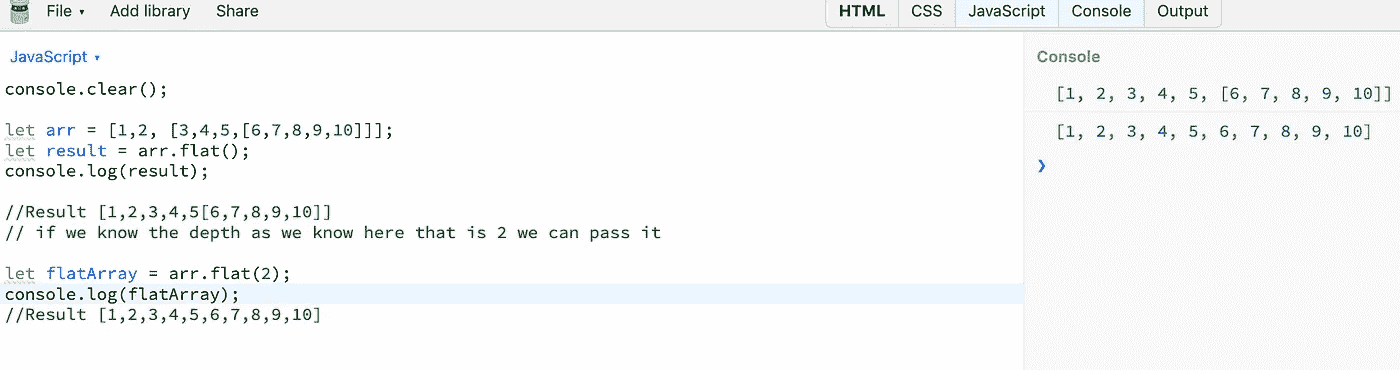 File ▾ Add library Share HTML CSS JavaScript Console Output
JavaScript ▾
console.clear();
let arr = [1,2, [3,4,5,[6,7,8,9,10]]];
let result = arr.flat();
console.log(result);
//Result [1,2,3,4,5[6,7,8,9,10]]
// if we know the depth as we know here that is 2 we can pass it
let flatArray = arr.flat(2);
console.log(flatArray);
//Result [1,2,3,4,5,6,7,8,9,10]
Console
[1, 2, 3, 4, 5, [6, 7, 8, 9, 10]]
[1, 2, 3, 4, 5, 6, 7, 8, 9, 10]
❯